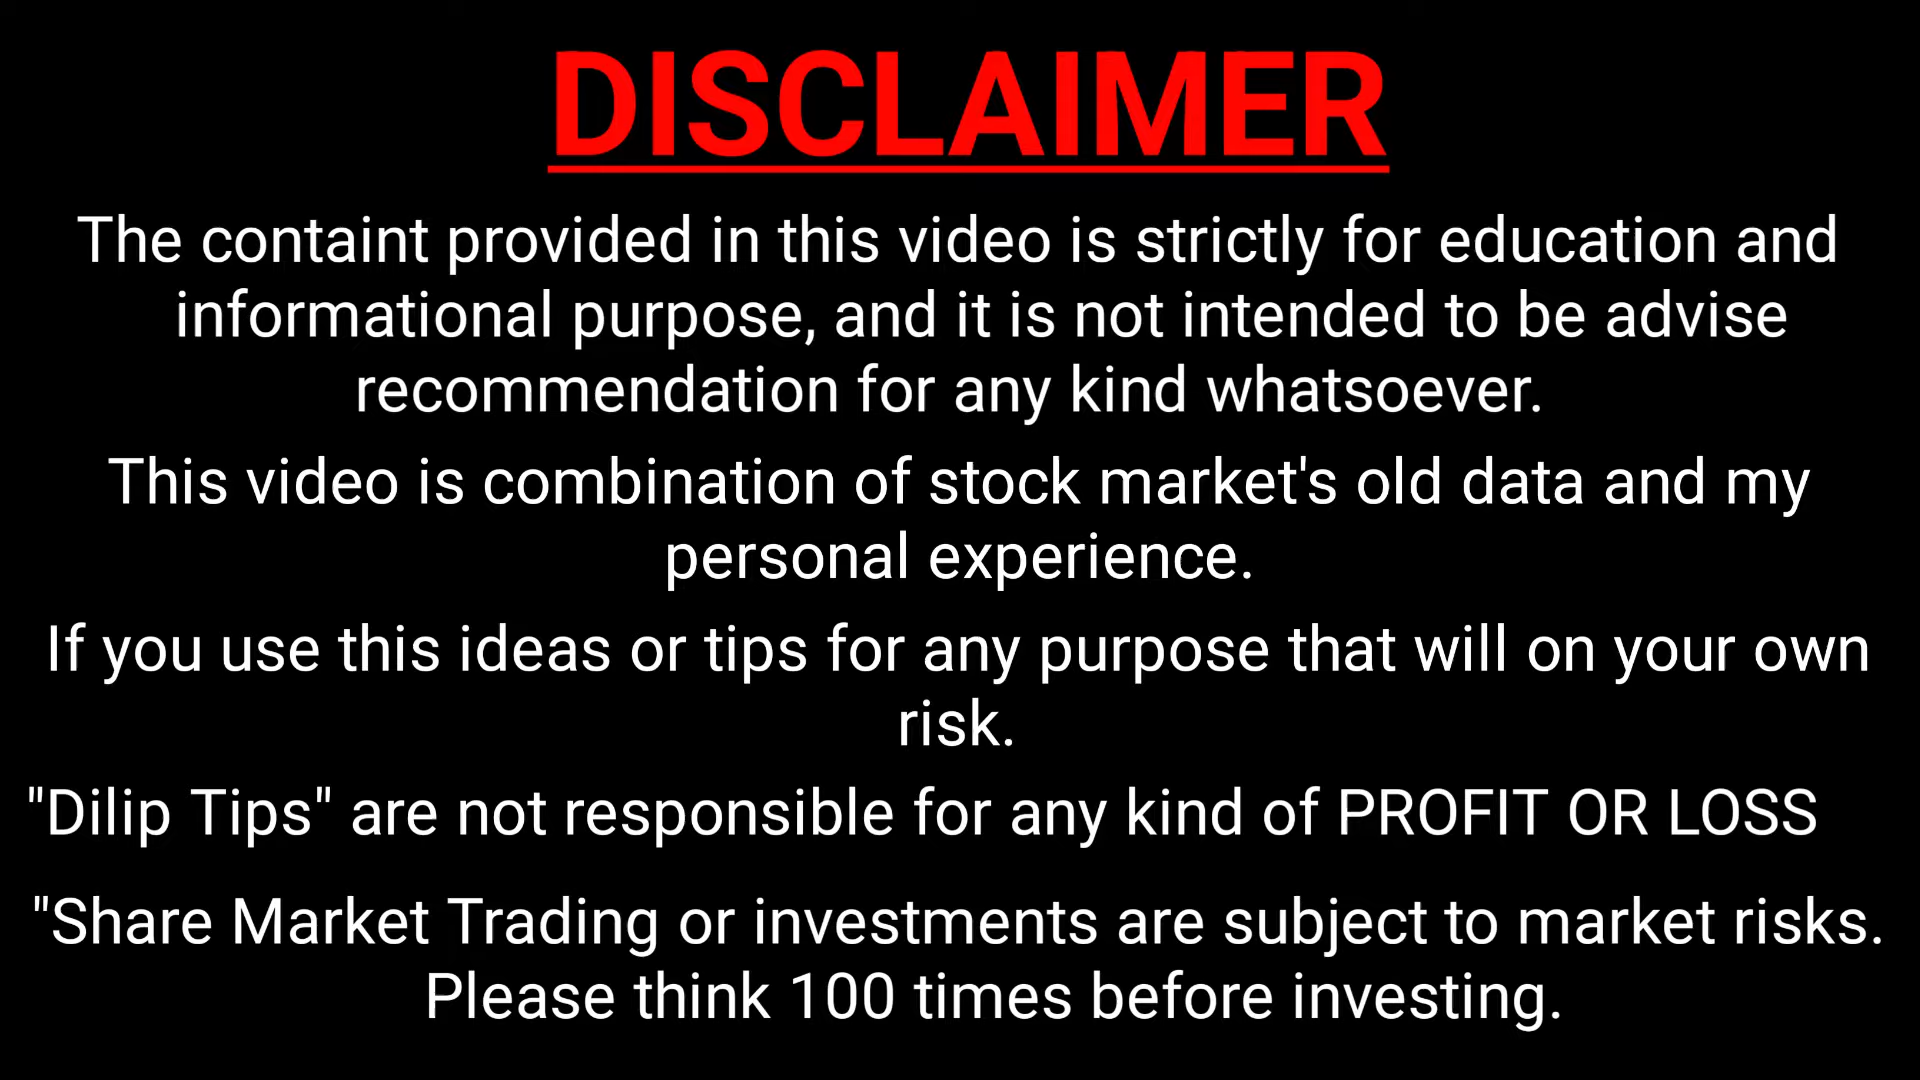 DISCLAIMER
The containt provided in this video is strictly for education and
informational purpose, and it is not intended to be advise
recommendation for any kind whatsoever.
This video is combination of stock market's old data and my
personal experience.
If you use this ideas or tips for any purpose that will on your own
risk.
"Dilip Tips" are not responsible for any kind of PROFIT OR LOSS
"Share Market Trading or investments are subject to market risks.
Please think 100 times before investing.